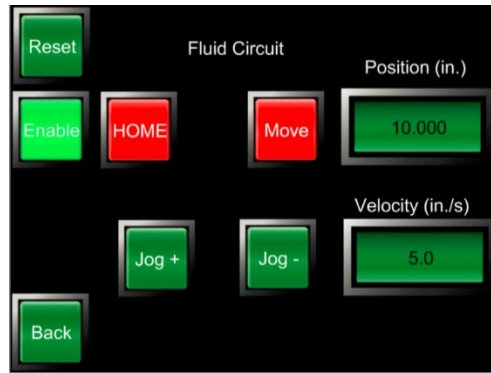 Reset
Fluid Circuit
Position (in.)
Enable
HOME
Move
10.000
Velocity (in./s)
Jog +
Jog -
5.0
Back